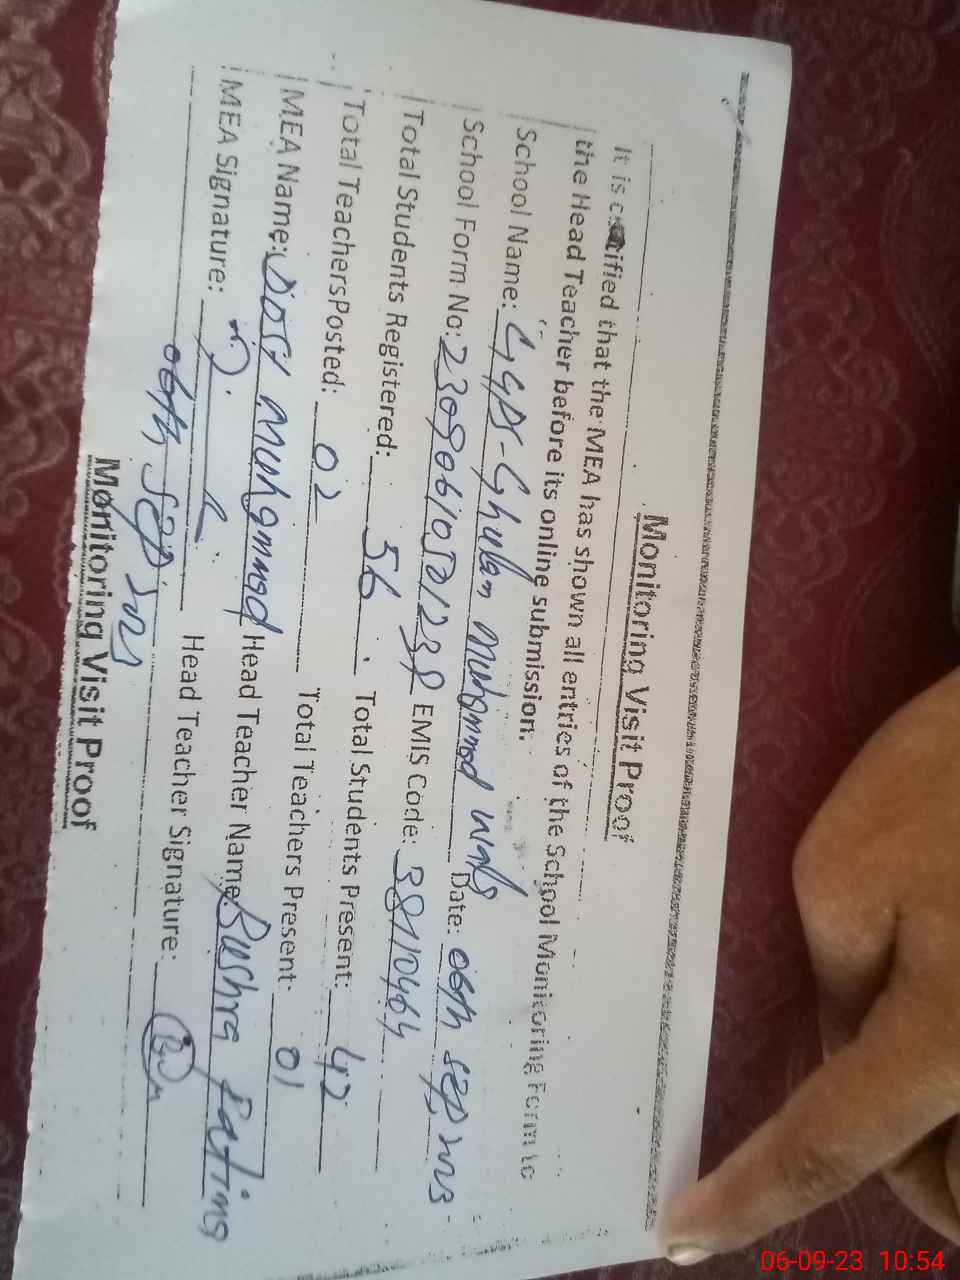 Monitoring Visit Proof
It is certified that the MEA has shown all entries of the School Monitoring Form to
the Head Teacher before its online submission.
School Name: GGPS-Ghulam Muhammad wala Date: 06th Sep, 2023
School Form No: EMIS Code: 38110464
Total Students Registered: 56 Total Students Present: 42
Total Teachers Posted: 02 Total Teachers Present: 01
MEA Name: Dost Muhammad Head Teacher Name: Bushra Fatima
MEA Signature: Head Teacher Signature:
06th Sep 2023
Monitoring Visit Proof
06-09-23 10:54